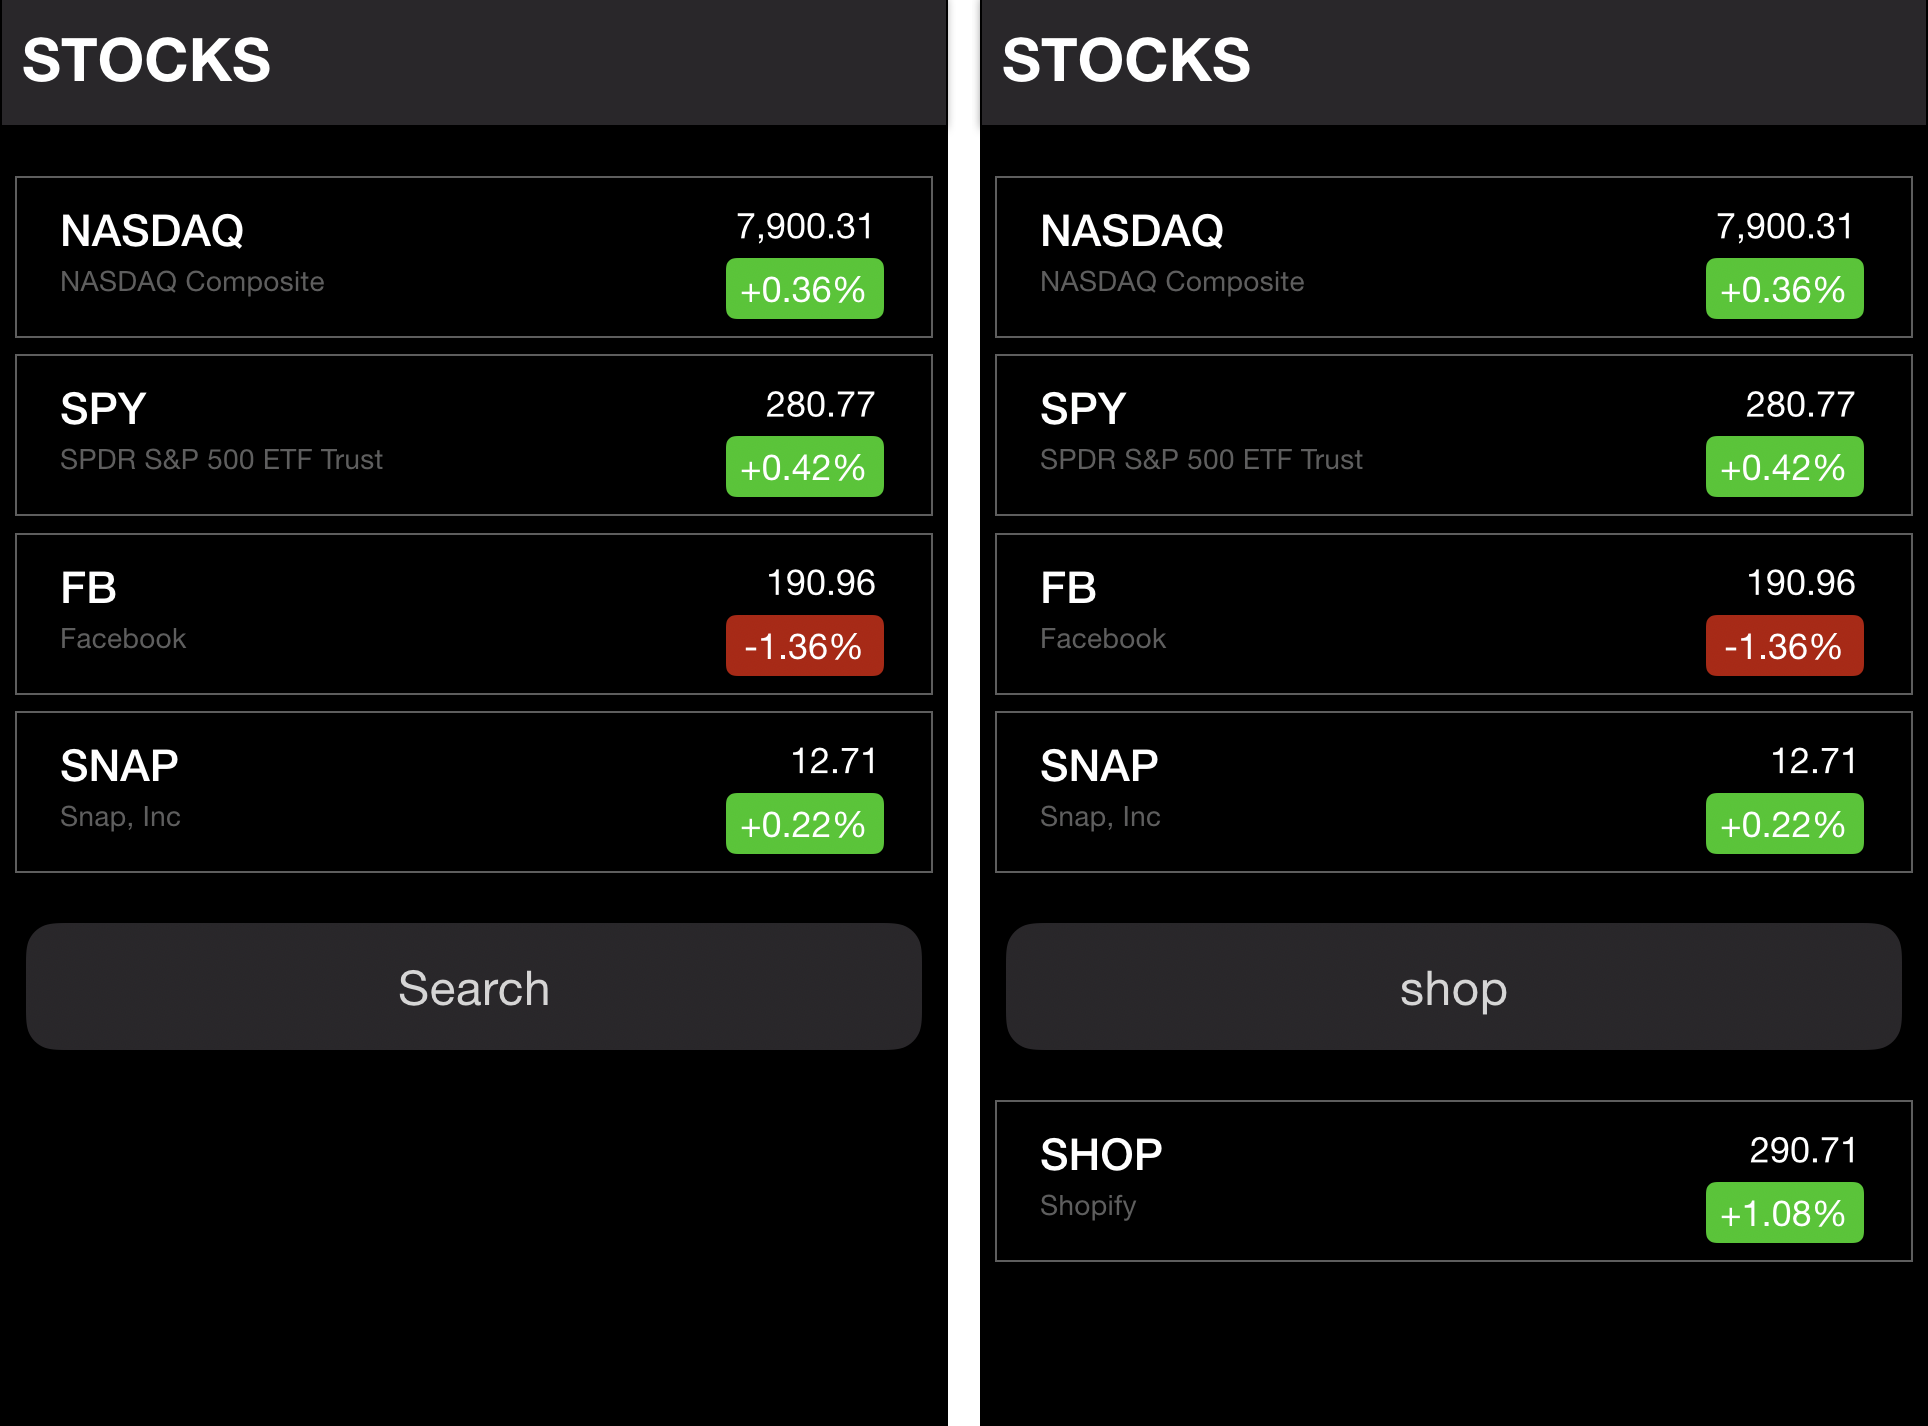 STOCKS
NASDAQ 7,900.31
NASDAQ Composite +0.36%
SPY 280.77
SPDR S&P 500 ETF Trust +0.42%
FB 190.96
Facebook -1.36%
SNAP 12.71
Snap, Inc +0.22%
Search
STOCKS
NASDAQ 7,900.31
NASDAQ Composite +0.36%
SPY 280.77
SPDR S&P 500 ETF Trust +0.42%
FB 190.96
Facebook -1.36%
SNAP 12.71
Snap, Inc +0.22%
shop
SHOP 290.71
Shopify +1.08%